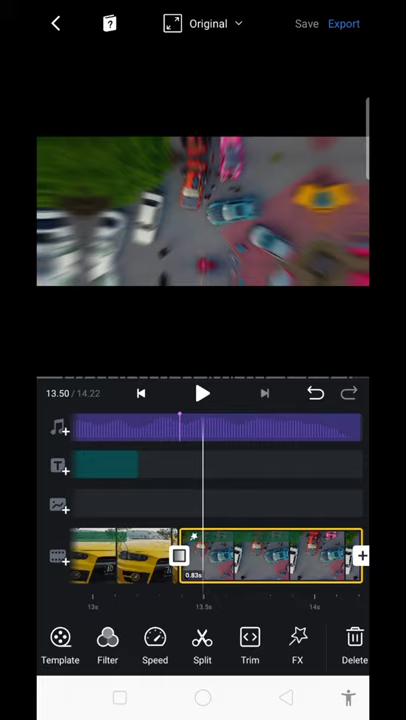 Original Save Export
13.50 / 14.22
T
0.83s
13s 13.5s 14s
Template Filter Speed Split Trim FX Delete